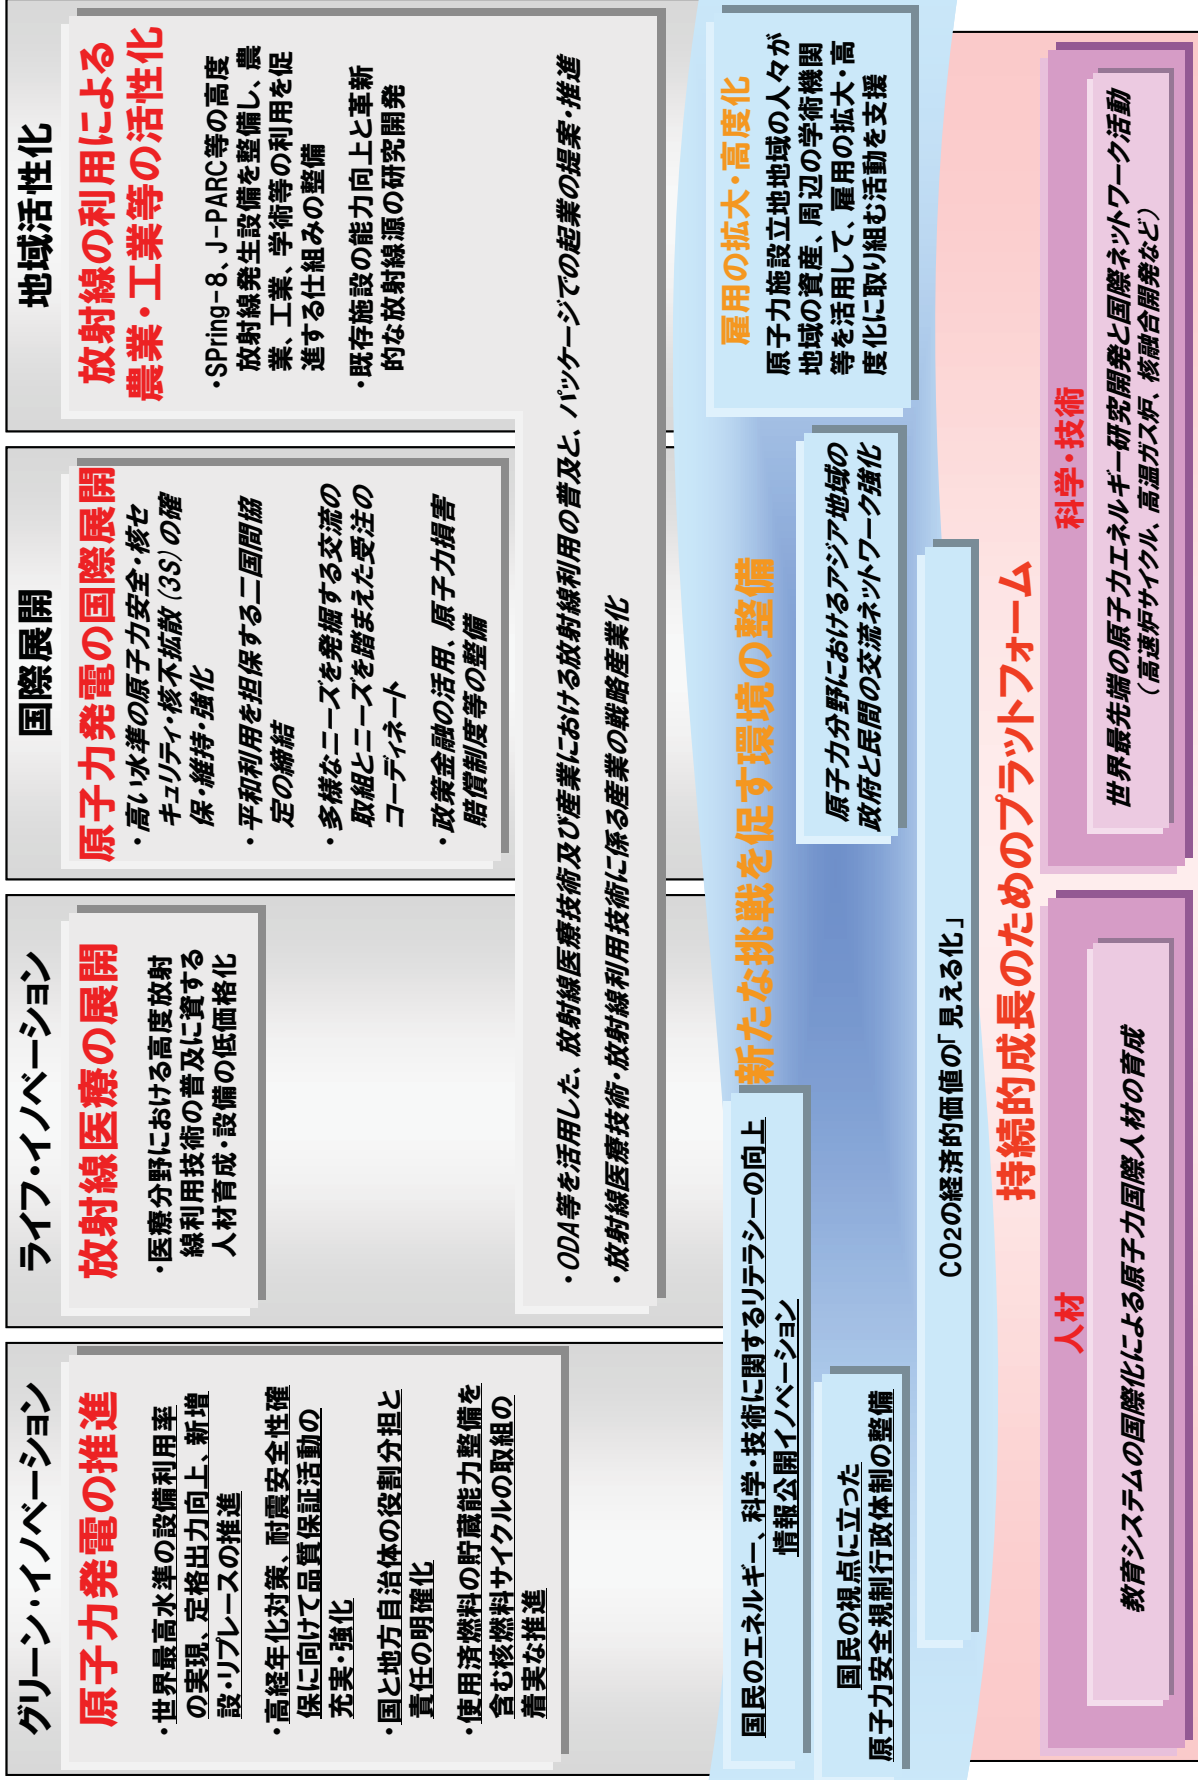 グリーン・イノベーション
原子力発電の推進
・世界最高水準の設備利用率
の実現、定格出力向上、新増
設・リプレースの推進
・高経年化対策、耐震安全性確
保に向けて品質保証活動の
充実・強化
・国と地方自治体の役割分担と
責任の明確化
・使用済燃料の貯蔵能力整備を
含む核燃料サイクルの取組の
着実な推進
ライフ・イノベーション
放射線医療の展開
・医療分野における高度放射
線利用技術の普及に資する
人材育成・設備の低価格化
国際展開
原子力発電の国際展開
・高い水準の原子力安全・核セ
キュリティ・核不拡散(3S)の確
保・維持・強化
・平和利用を担保する二国間協
定の締結
・多様なニーズを発掘する交流の
取組とニーズを踏まえた受注の
コーディネート
・政策金融の活用、原子力損害
賠償制度等の整備
地域活性化
放射線の利用による
農業・工業等の活性化
・SPring-8、J-PARC等の高度
放射線発生設備を整備し、農
業、工業、学術等の利用を促
進する仕組みの整備
・既存施設の能力向上と革新
的な放射線源の研究開発
・ODA等を活用した、放射線医療技術及び産業における放射線利用の普及と、パッケージでの起業の提案・推進
・放射線医療技術・放射線利用技術に係る産業の戦略産業化
新たな挑戦を促す環境の整備
国民のエネルギー、科学・技術に関するリテラシーの向上
情報公開イノベーション
国民の視点に立った
原子力安全規制行政体制の整備
雇用の拡大・高度化
原子力施設立地地域の人々が
地域の資産、周辺の学術機関
等を活用して、雇用の拡大・高
度化に取り組む活動を支援
原子力分野におけるアジア地域の
政府と民間の交流ネットワーク強化
CO2の経済的価値の「見える化」
持続的成長のためのプラットフォーム
人材
教育システムの国際化による原子力国際人材の育成
科学・技術
世界最先端の原子力エネルギー研究開発と国際ネットワーク活動
（高速炉サイクル、高温ガス炉、核融合開発など）